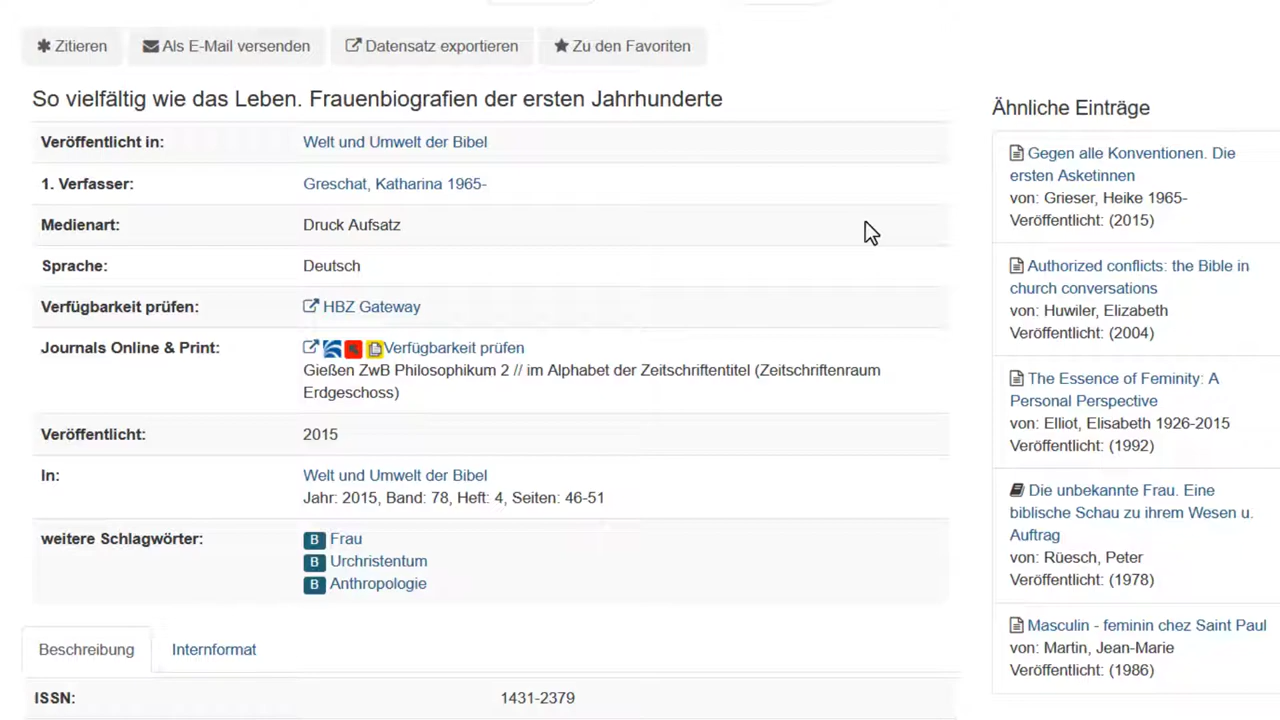 Zitieren
Als E-Mail versenden
Datensatz exportieren
Zu den Favoriten
So vielfältig wie das Leben. Frauenbiografien der ersten Jahrhunderte
Veröffentlicht in: Welt und Umwelt der Bibel
1. Verfasser: Greschat, Katharina 1965-
Medienart: Druck Aufsatz
Sprache: Deutsch
Verfügbarkeit prüfen: HBZ Gateway
Journals Online & Print: Verfügbarkeit prüfen
Gießen ZwB Philosophikum 2 // im Alphabet der Zeitschriftentitel (Zeitschriftenraum
Erdgeschoss)
Veröffentlicht: 2015
In: Welt und Umwelt der Bibel
Jahr: 2015, Band: 78, Heft: 4, Seiten: 46-51
weitere Schlagwörter: B Frau
B Urchristentum
B Anthropologie
Beschreibung
Internformat
ISSN: 1431-2379
Ähnliche Einträge
Gegen alle Konventionen. Die
ersten Asketinnen
von: Grieser, Heike 1965-
Veröffentlicht: (2015)
Authorized conflicts: the Bible in
church conversations
von: Huwiler, Elizabeth
Veröffentlicht: (2004)
The Essence of Feminity: A
Personal Perspective
von: Elliot, Elisabeth 1926-2015
Veröffentlicht: (1992)
Die unbekannte Frau. Eine
biblische Schau zu ihrem Wesen u.
Auftrag
von: Rüesch, Peter
Veröffentlicht: (1978)
Masculin - feminin chez Saint Paul
von: Martin, Jean-Marie
Veröffentlicht: (1986)